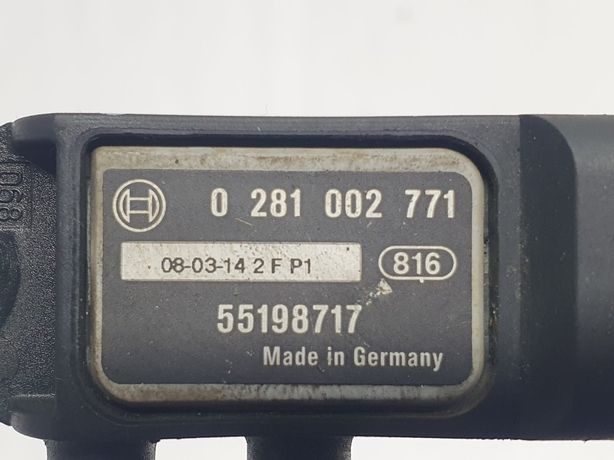 0 281 002 771
08-03-14 2 F P1 816
55198717
Made in Germany